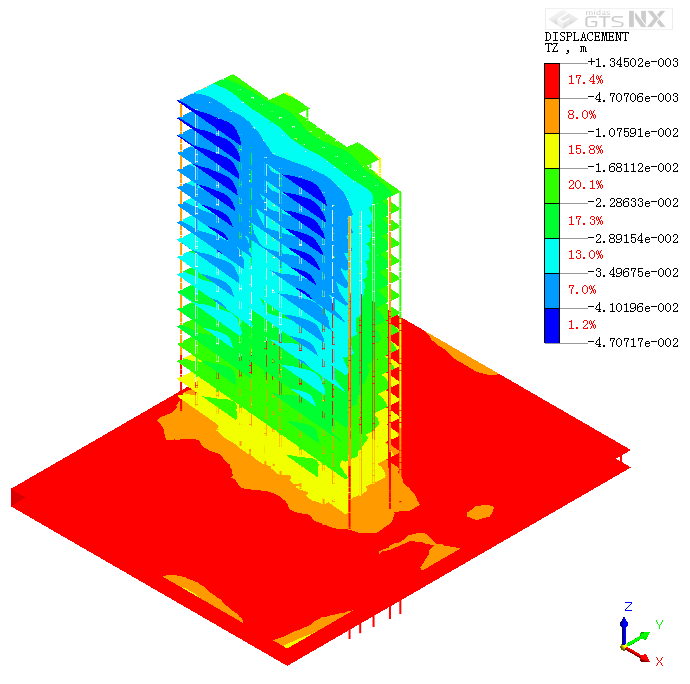 midas
GTS NX
DISPLACEMENT
TZ , m
+1.34502e-003
17.4%
-4.70706e-003
8.0%
-1.07591e-002
15.8%
-1.68112e-002
20.1%
-2.28633e-002
17.3%
-2.89154e-002
13.0%
-3.49675e-002
7.0%
-4.10196e-002
1.2%
-4.70717e-002
Z
Y
X